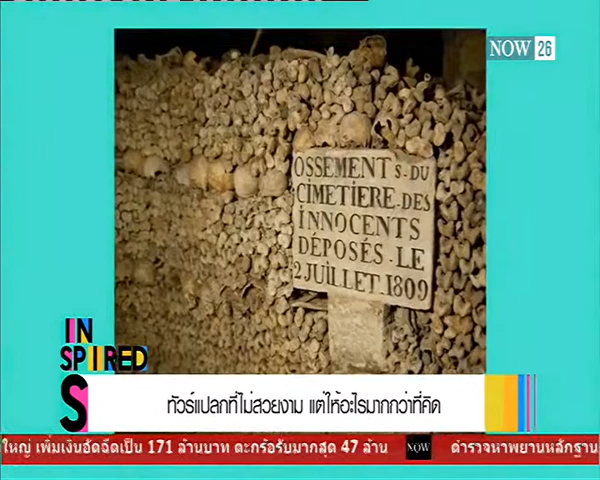 NOW 26
OSSEMENTS.DU
CIMETIERE.DES
INNOCENTS
DÉPOSÉS.LE
2 JUILLET.1809
IN
SPIRED
S
ทัวร์แปลกที่ไม่สวยงาม แต่ให้อะไรมากกว่าที่คิด
ใหญ่ เพิ่มเงินอัดฉีดเป็น 171 ล้านบาท ตะกร้อรับมากสุด 47 ล้าน NOW ตำรวจหาพยานหลักฐาน